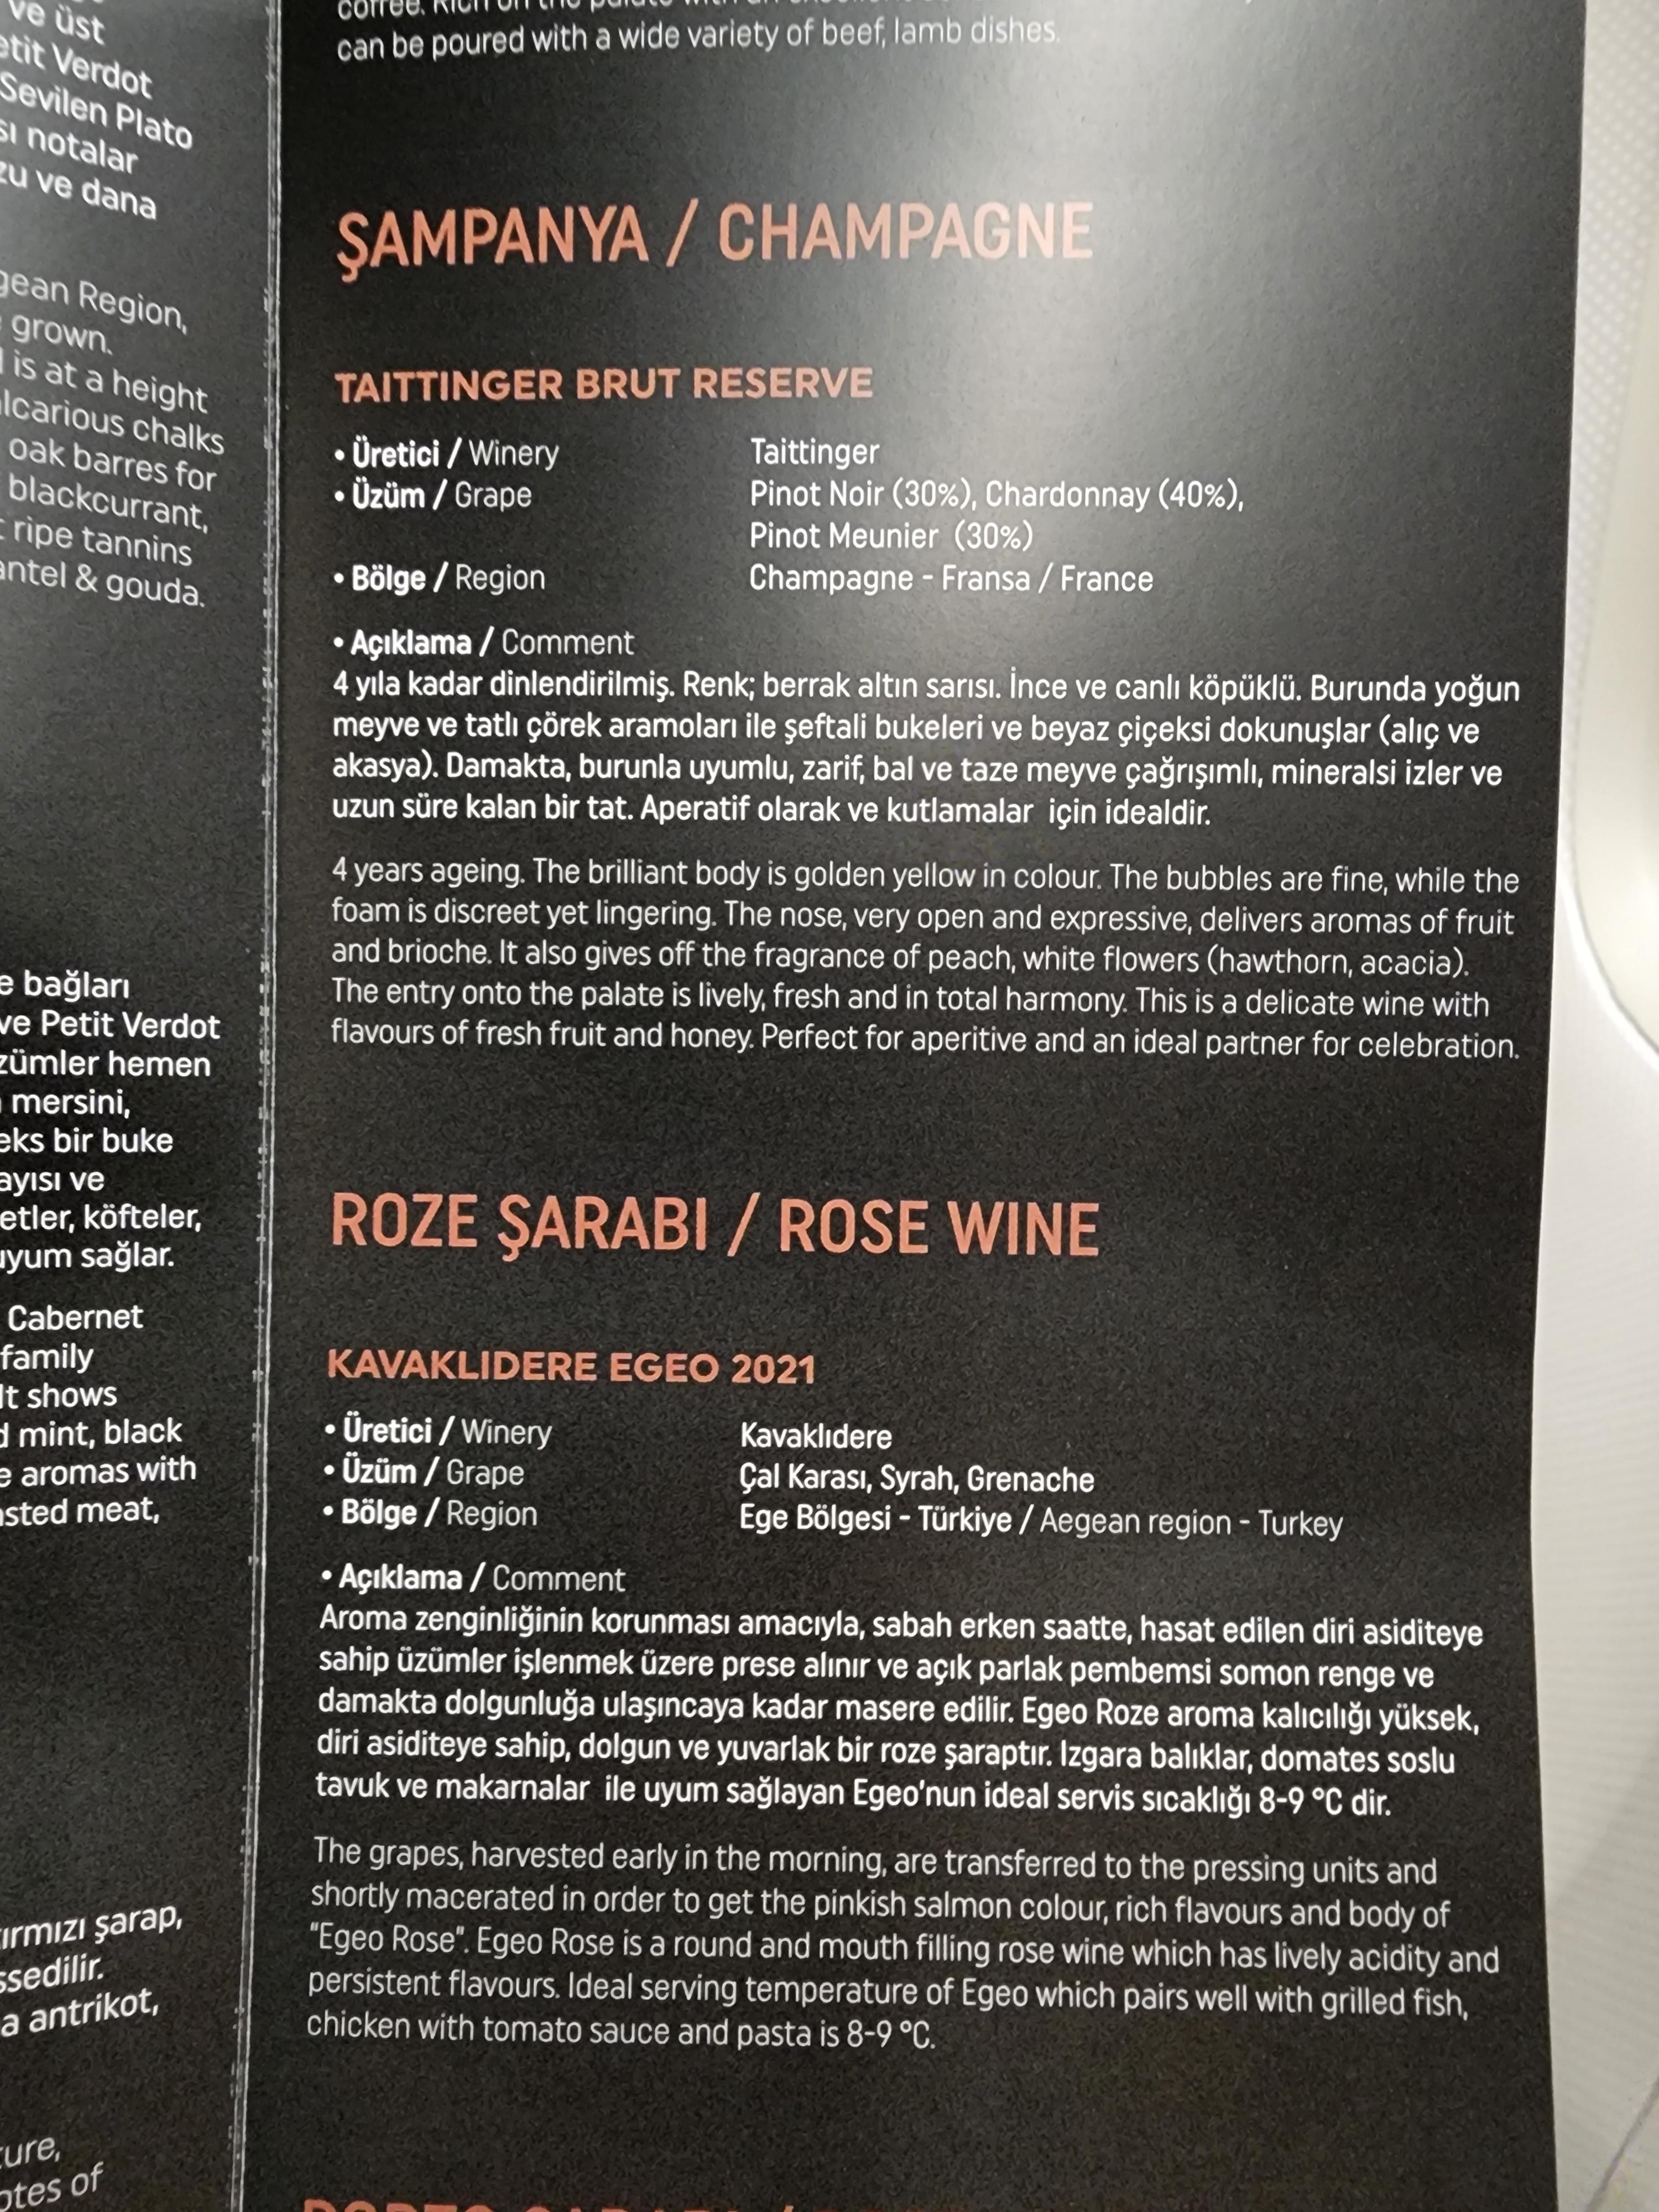 ve üst
Petit Verdot
Sevilen Plato
notalar
ve dana
Region,
grown.
is at a height
chalks
oak barres for
blackcurrant,
ripe tannins
& gouda.
bağları
ve Petit Verdot
hemen
mersini,
bir buke
ve
köfteler,
uyum sağlar.
Cabernet
family
It shows
mint, black
aromas with
meat,
şarap,
antrikot,
of
can be poured with a wide variety of beef, lamb dishes.
ŞAMPANYA / CHAMPAGNE
TAITTINGER BRUT RESERVE
• Üretici / Winery Taittinger
• Üzüm / Grape Pinot Noir (30%), Chardonnay (40%),
Pinot Meunier (30%)
• Bölge / Region Champagne - Fransa / France
• Açıklama / Comment
4 yıla kadar dinlendirilmiş. Renk; berrak altın sarısı. İnce ve canlı köpüklü. Burunda yoğun
meyve ve tatlı çörek aramoları ile şeftali bukeleri ve beyaz çiçeksi dokunuşlar (alıç ve
akasya). Damakta, burunla uyumlu, zarif, bal ve taze meyve çağrışımlı, mineralsi izler ve
uzun süre kalan bir tat. Aperatif olarak ve kutlamalar için idealdir.
4 years ageing. The brilliant body is golden yellow in colour. The bubbles are fine, while the
foam is discreet yet lingering. The nose, very open and expressive, delivers aromas of fruit
and brioche. It also gives off the fragrance of peach, white flowers (hawthorn, acacia).
The entry onto the palate is lively, fresh and in total harmony. This is a delicate wine with
flavours of fresh fruit and honey. Perfect for aperitive and an ideal partner for celebration.
ROZE ŞARABI / ROSE WINE
KAVAKLIDERE EGEO 2021
• Üretici / Winery Kavaklıdere
• Üzüm / Grape Çal Karası, Syrah, Grenache
• Bölge / Region Ege Bölgesi - Türkiye / Aegean region - Turkey
• Açıklama / Comment
Aroma zenginliğinin korunması amacıyla, sabah erken saatte, hasat edilen diri asiditeye
sahip üzümler işlenmek üzere prese alınır ve açık parlak pembemsi somon renge ve
damakta dolgunluğa ulaşıncaya kadar masere edilir. Egeo Roze aroma kalıcılığı yüksek,
diri asiditeye sahip, dolgun ve yuvarlak bir roze şaraptır. Izgara balıklar, domates soslu
tavuk ve makarnalar ile uyum sağlayan Egeo'nun ideal servis sıcaklığı 8-9 °C dir.
The grapes, harvested early in the morning, are transferred to the pressing units and
shortly macerated in order to get the pinkish salmon colour, rich flavours and body of
"Egeo Rose". Egeo Rose is a round and mouth filling rose wine which has lively acidity and
persistent flavours. Ideal serving temperature of Egeo which pairs well with grilled fish,
chicken with tomato sauce and pasta is 8-9 °C.